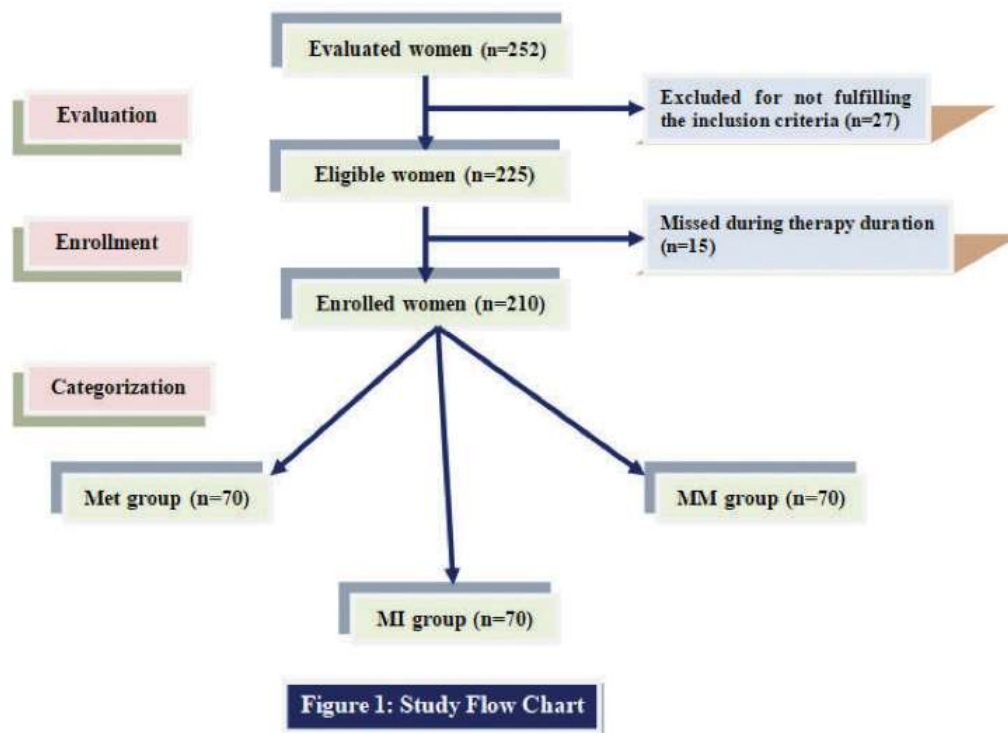 Evaluated women (n=252)
Evaluation
Excluded for not fulfilling
the inclusion criteria (n=27)
Eligible women (n=225)
Enrollment
Missed during therapy duration
(n=15)
Enrolled women (n=210)
Categorization
Met group (n=70)
MM group (n=70)
MI group (n=70)
Figure 1: Study Flow Chart